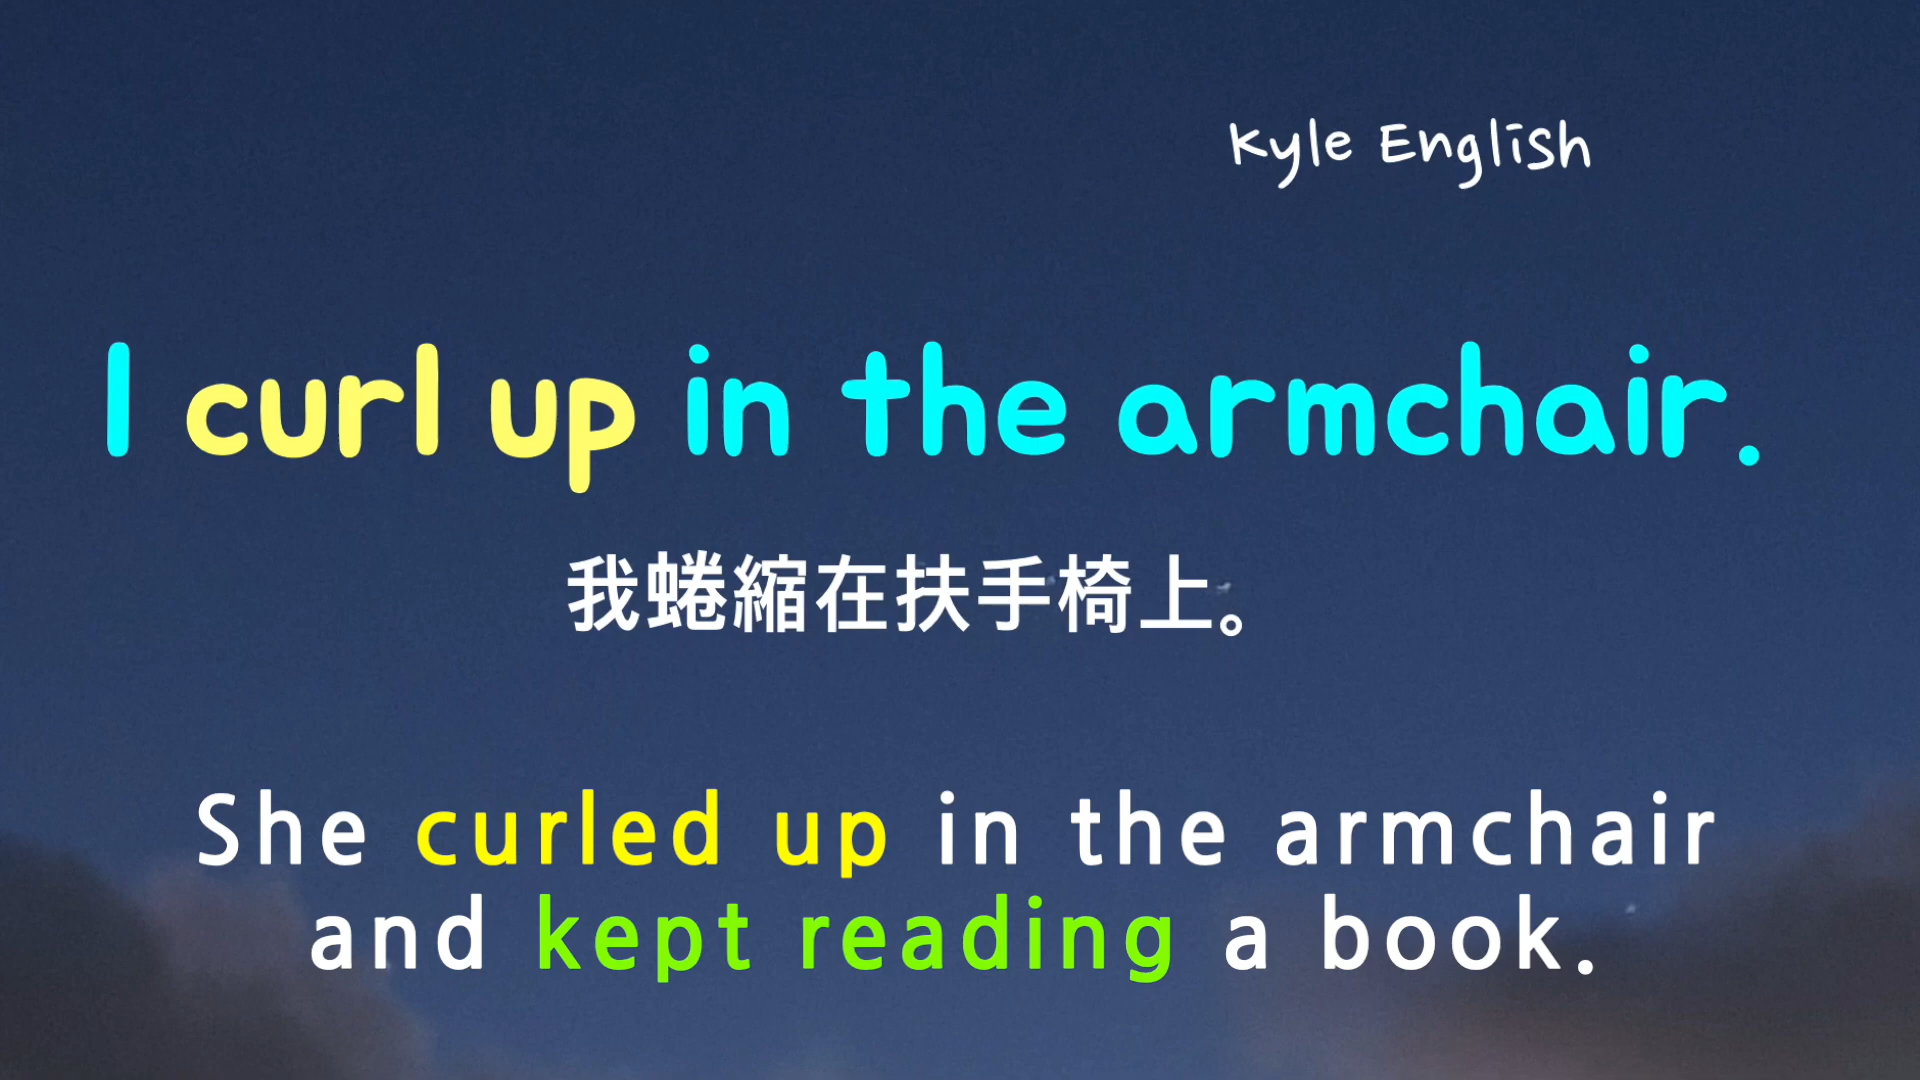 Kyle English
I curl up in the armchair.
我蜷縮在扶手椅上。
She curled up in the armchair
and kept reading a book.